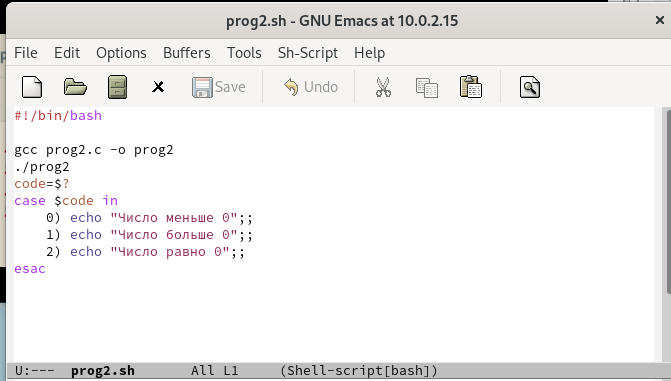 prog2.sh - GNU Emacs at 10.0.2.15
File Edit Options Buffers Tools Sh-Script Help
Save Undo
#!/bin/bash
gcc prog2.c -o prog2
./prog2
code=$?
case $code in
    0) echo "Число меньше 0";;
    1) echo "Число больше 0";;
    2) echo "Число равно 0";;
esac
U:--- prog2.sh All L1 (Shell-script[bash])